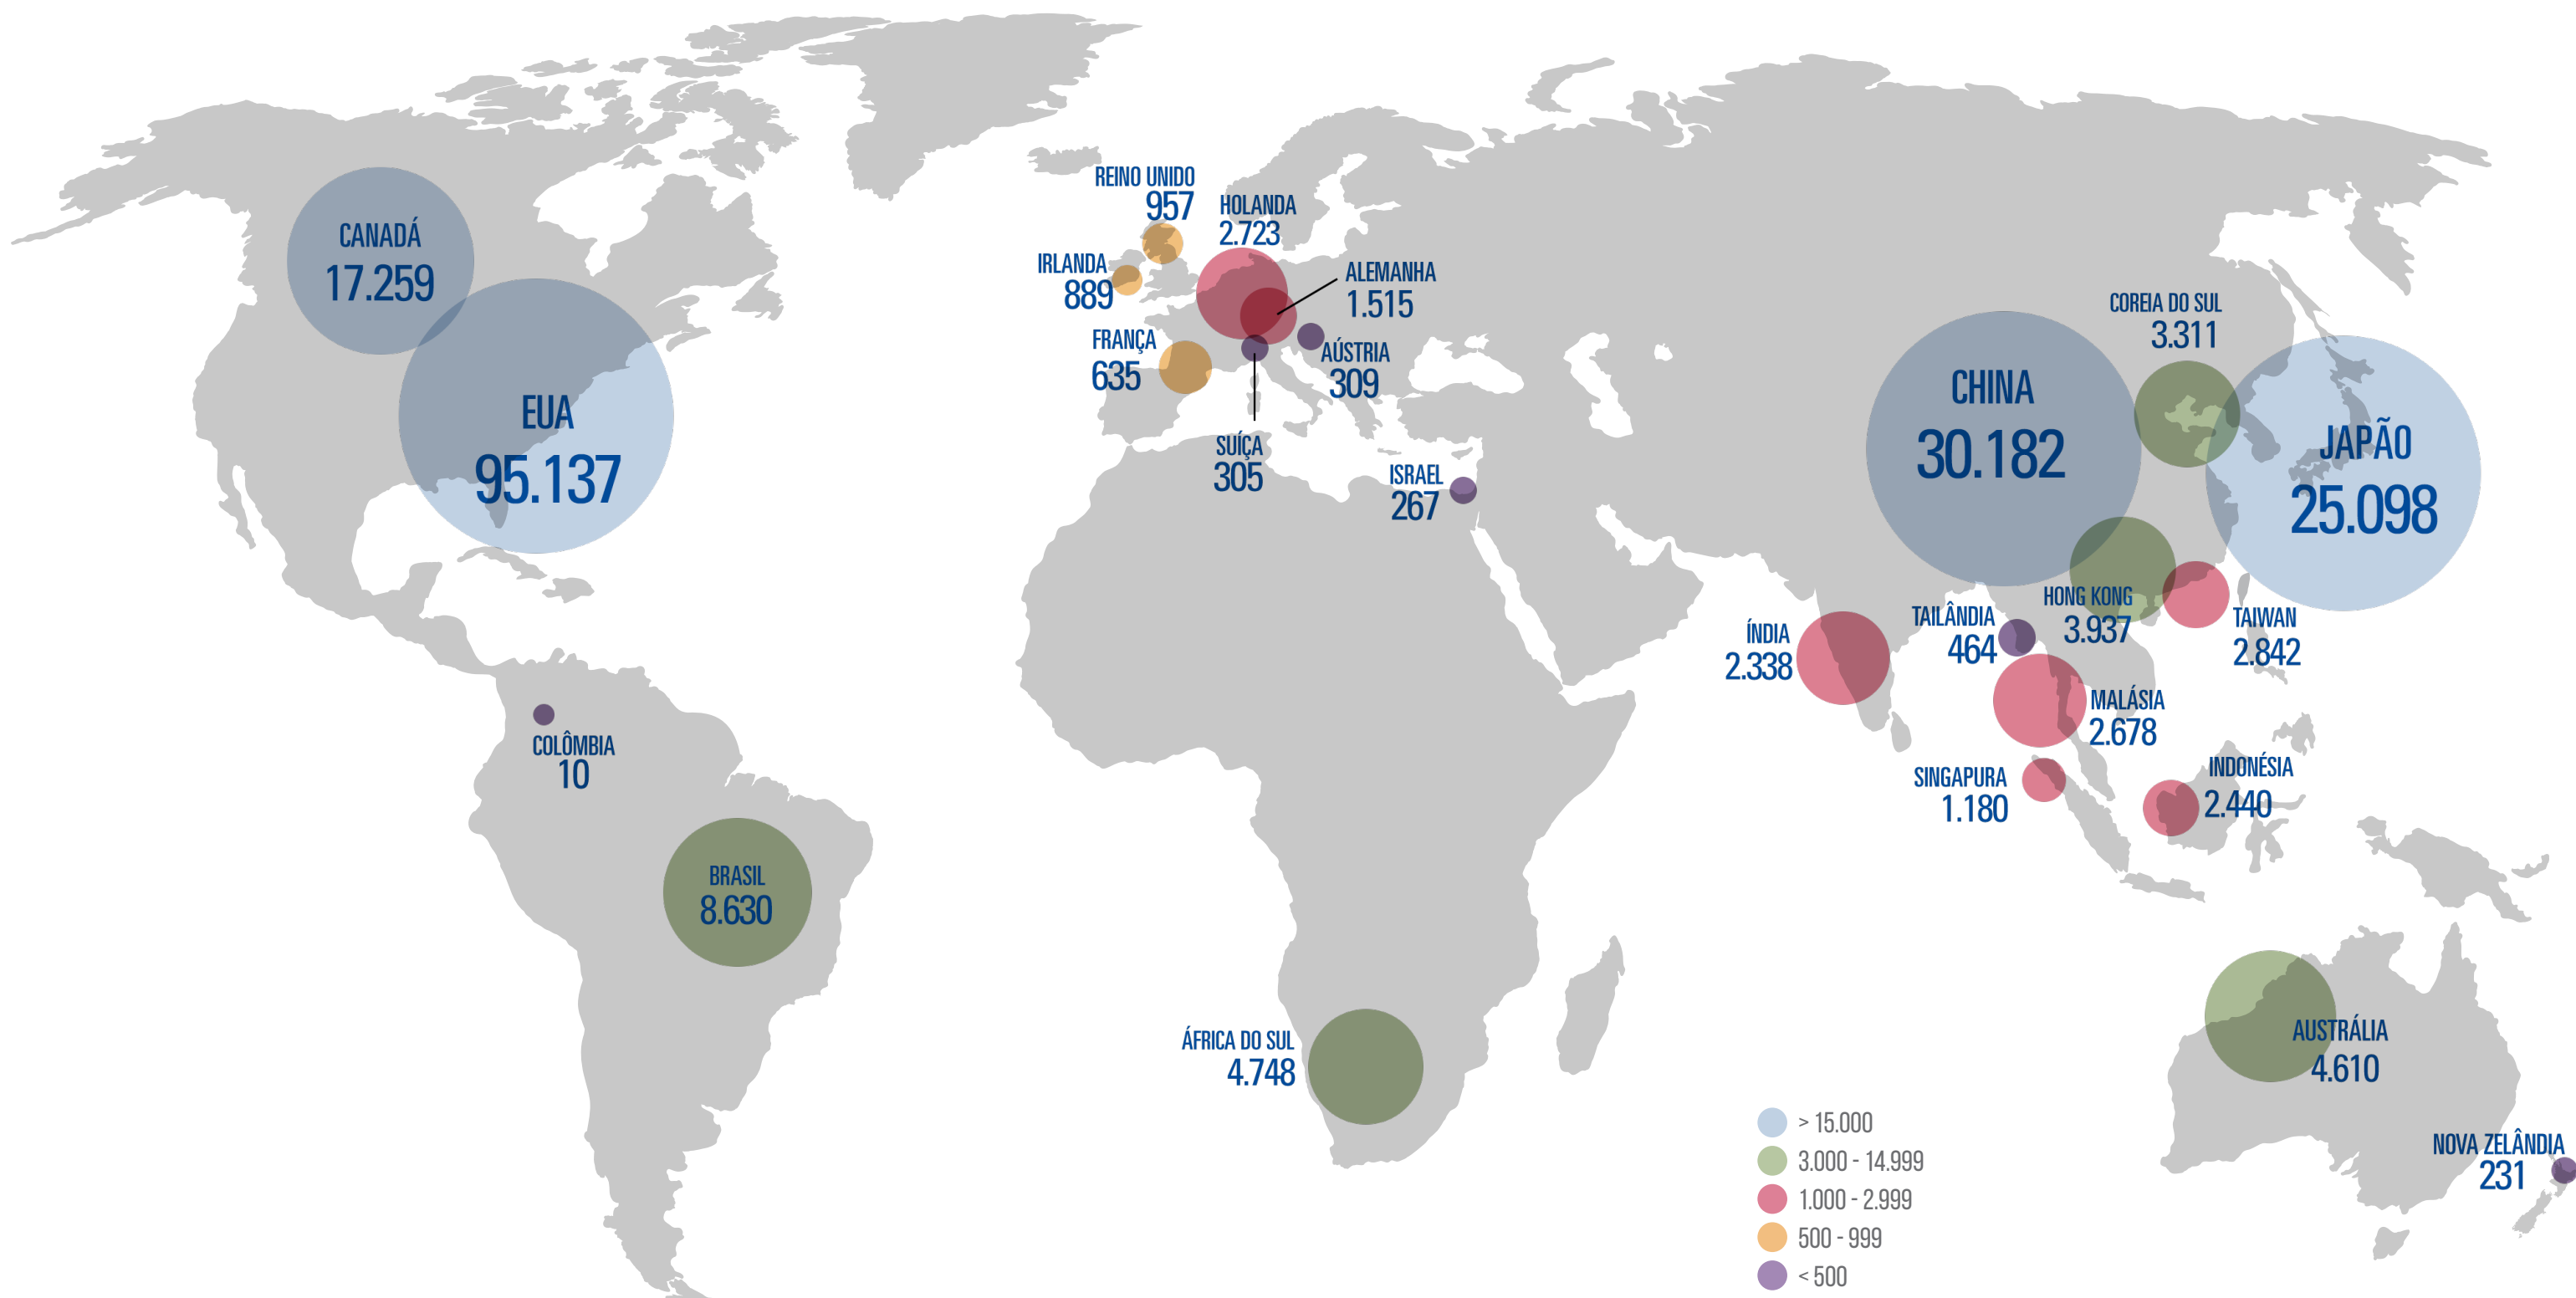 CANADÁ
17.259
EUA
95.137
COLÔMBIA
10
BRASIL
8.630
REINO UNIDO
957
HOLANDA
2.723
IRLANDA
889
ALEMANHA
1.515
FRANÇA
635
AÚSTRIA
309
SUÍÇA
305
ISRAEL
267
ÁFRICA DO SUL
4.748
COREIA DO SUL
3.311
CHINA
30.182
JAPÃO
25.098
HONG KONG
3.937
TAIWAN
2.842
TAILÂNDIA
464
ÍNDIA
2.338
MALÁSIA
2.678
SINGAPURA
1.180
INDONÉSIA
2.440
AUSTRÁLIA
4.610
NOVA ZELÂNDIA
231
> 15.000
3.000 - 14.999
1.000 - 2.999
500 - 999
< 500